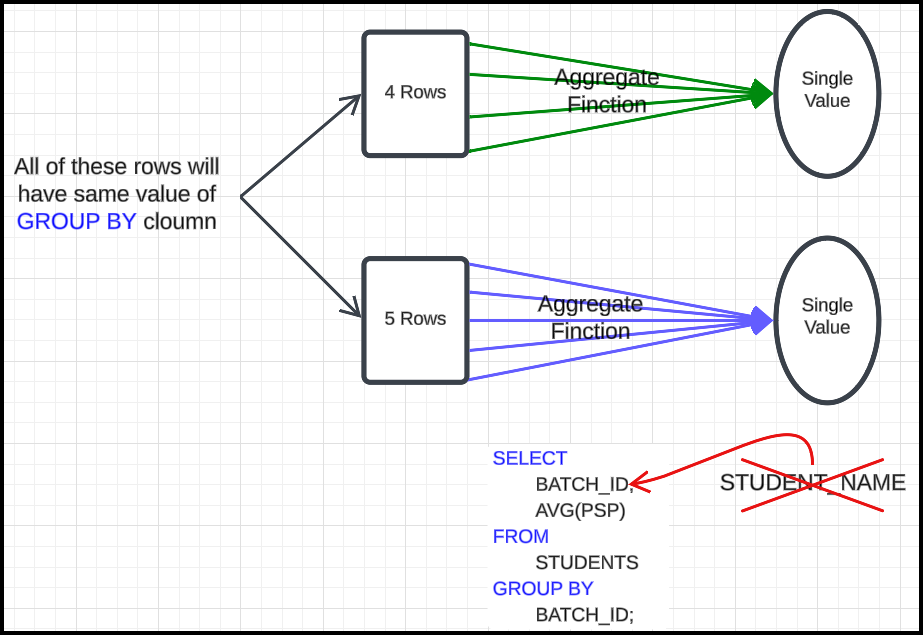 4 Rows
Aggregate
Finction
Single
Value
All of these rows will
have same value of
GROUP BY cloumn
5 Rows
Aggregate
Finction
Single
Value
SELECT
BATCH_ID,
AVG(PSP)
FROM
STUDENTS
GROUP BY
BATCH_ID;
STUDENT_NAME